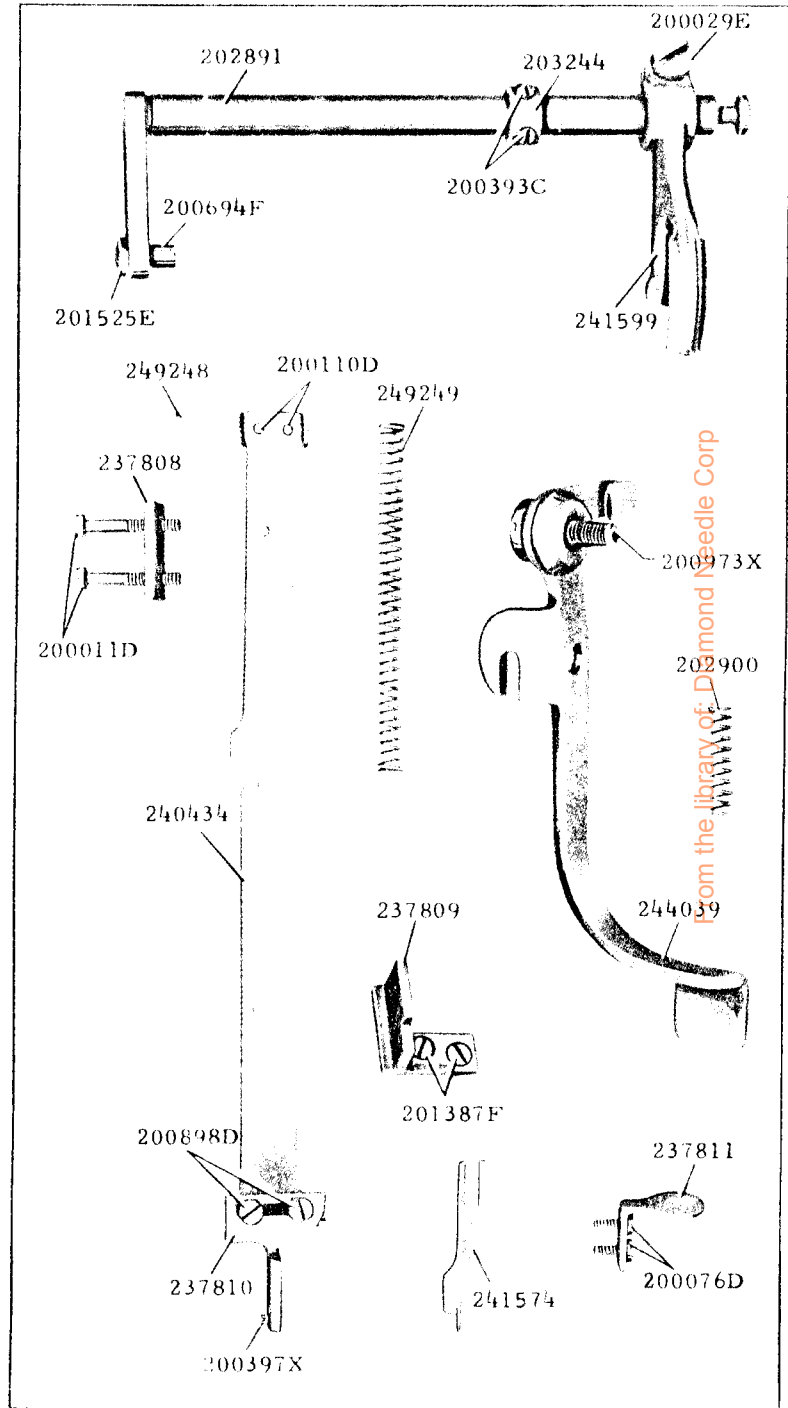 200029E
202891
203244
200393C
200694F
201525E
241599
249248
200110D
249249
237808
200973X
200011D
202900
240434
237809
244039
201387F
200898D
237811
237810
241574
200076D
200397X
From the library of: Diamond Needle Corp